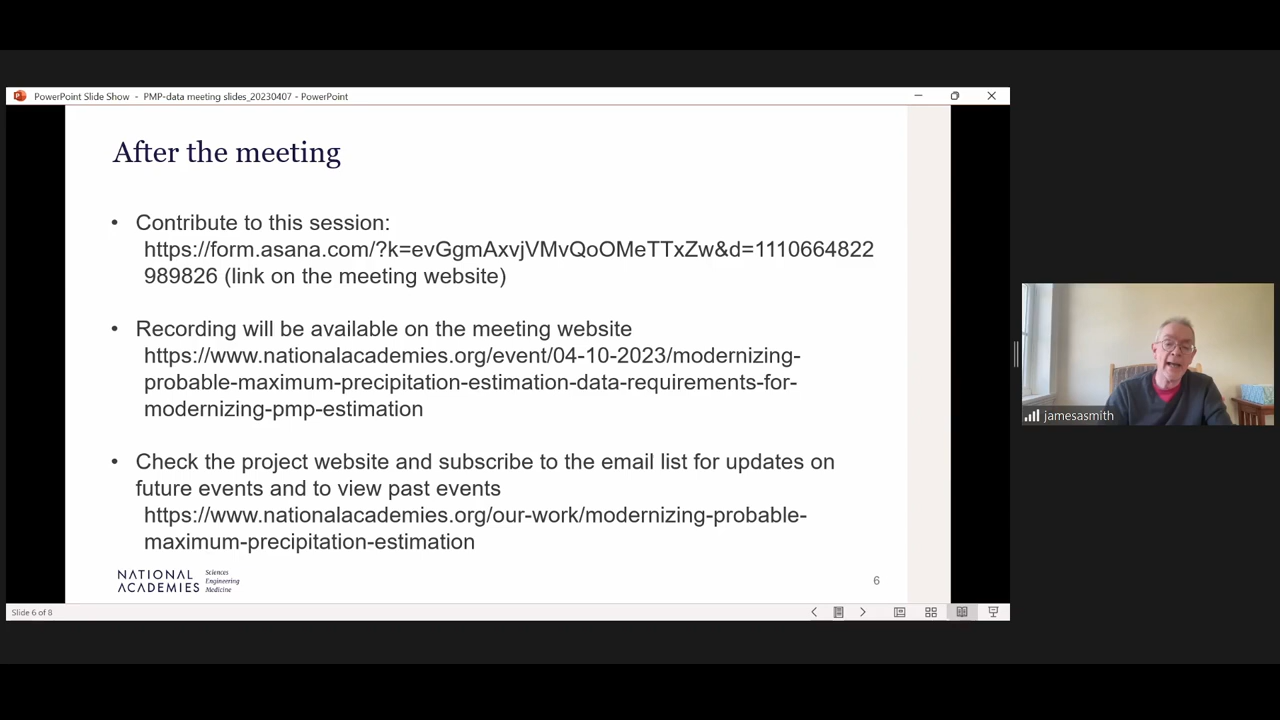 PowerPoint Slide Show - PMP-data meeting slides_20230407 - PowerPoint
After the meeting
• Contribute to this session:
https://form.asana.com/?k=evGgmAxvjVMvQoOMeTTxZw&d=1110664822
989826 (link on the meeting website)
• Recording will be available on the meeting website
https://www.nationalacademies.org/event/04-10-2023/modernizing-
probable-maximum-precipitation-estimation-data-requirements-for-
modernizing-pmp-estimation
• Check the project website and subscribe to the email list for updates on
future events and to view past events
https://www.nationalacademies.org/our-work/modernizing-probable-
maximum-precipitation-estimation
NATIONAL
ACADEMIES
Sciences
Engineering
Medicine
6
Slide 6 of 8
jamesasmith